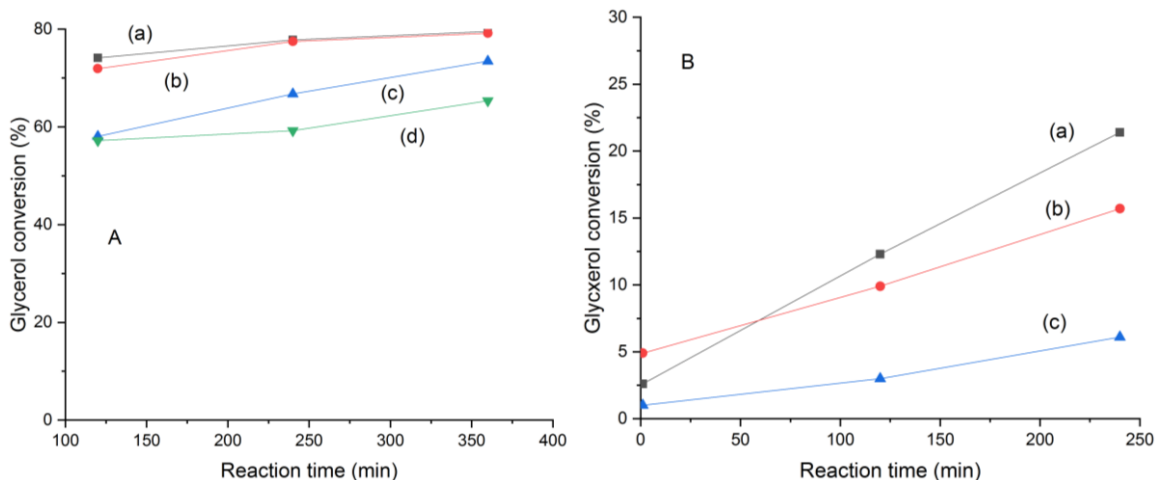 80
60
40
20
0
Glycerol conversion (%)
(a)
(b)
(c)
(d)
A
100 150 200 250 300 350 400
Reaction time (min)
30
25
20
15
10
5
0
Glycxerol conversion (%)
B
(a)
(b)
(c)
0 50 100 150 200 250
Reaction time (min)